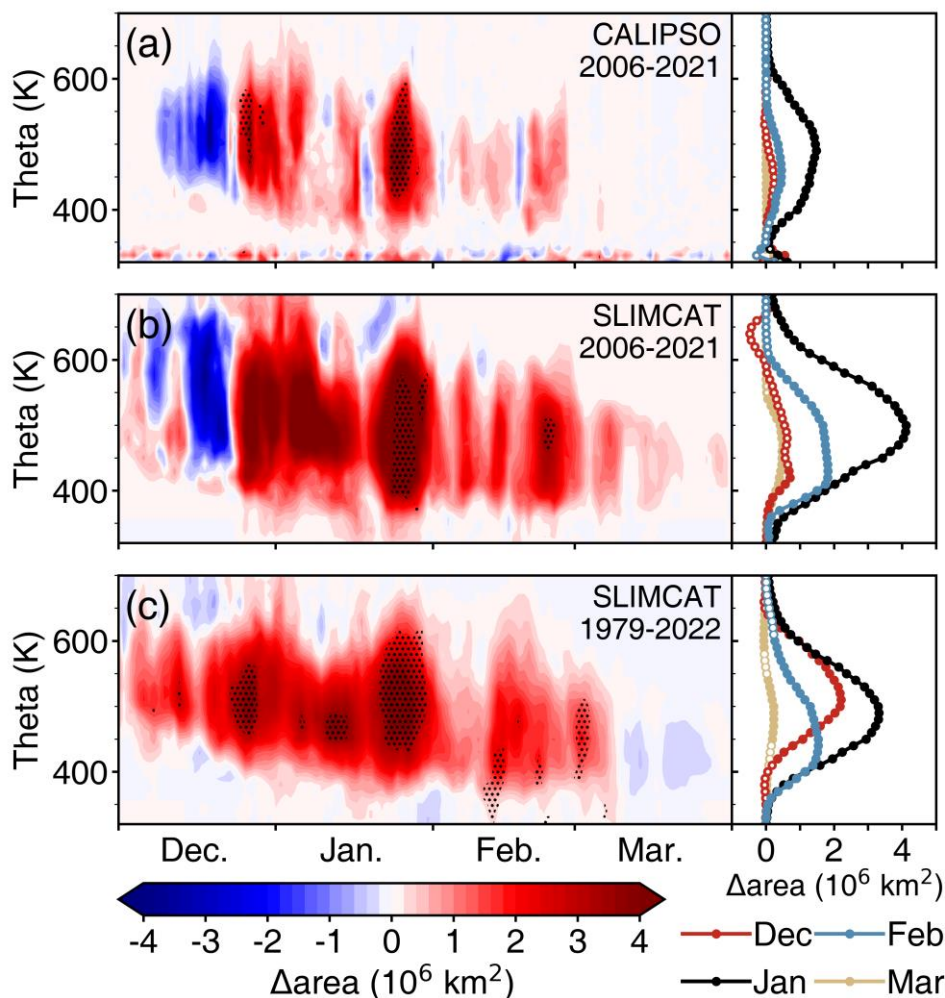 (a)
CALIPSO
2006-2021
Theta (K)
600
400
(b)
SLIMCAT
2006-2021
Theta (K)
600
400
(c)
SLIMCAT
1979-2022
Theta (K)
600
400
Dec. Jan. Feb. Mar.
0 2 4
Δarea (10⁶ km²)
-4 -3 -2 -1 0 1 2 3 4
Δarea (10⁶ km²)
Dec Feb
Jan Mar